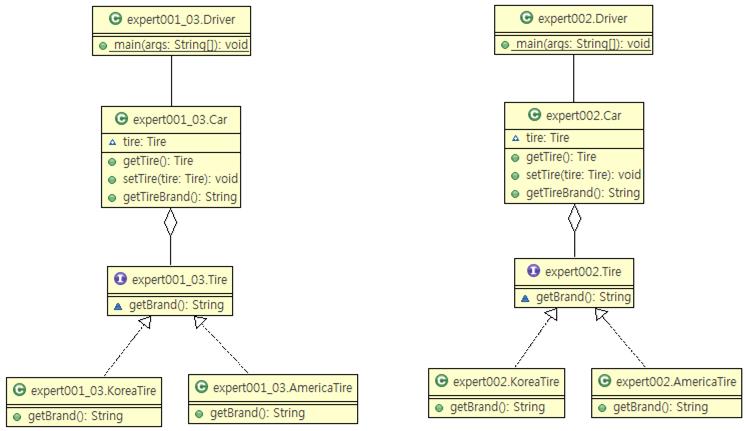 expert001_03.Driver
main(args: String[]): void
expert001_03.Car
tire: Tire
getTire(): Tire
setTire(tire: Tire): void
getTireBrand(): String
expert001_03.Tire
getBrand(): String
expert001_03.KoreaTire
getBrand(): String
expert001_03.AmericaTire
getBrand(): String
expert002.Driver
main(args: String[]): void
expert002.Car
tire: Tire
getTire(): Tire
setTire(tire: Tire): void
getTireBrand(): String
expert002.Tire
getBrand(): String
expert002.KoreaTire
getBrand(): String
expert002.AmericaTire
getBrand(): String